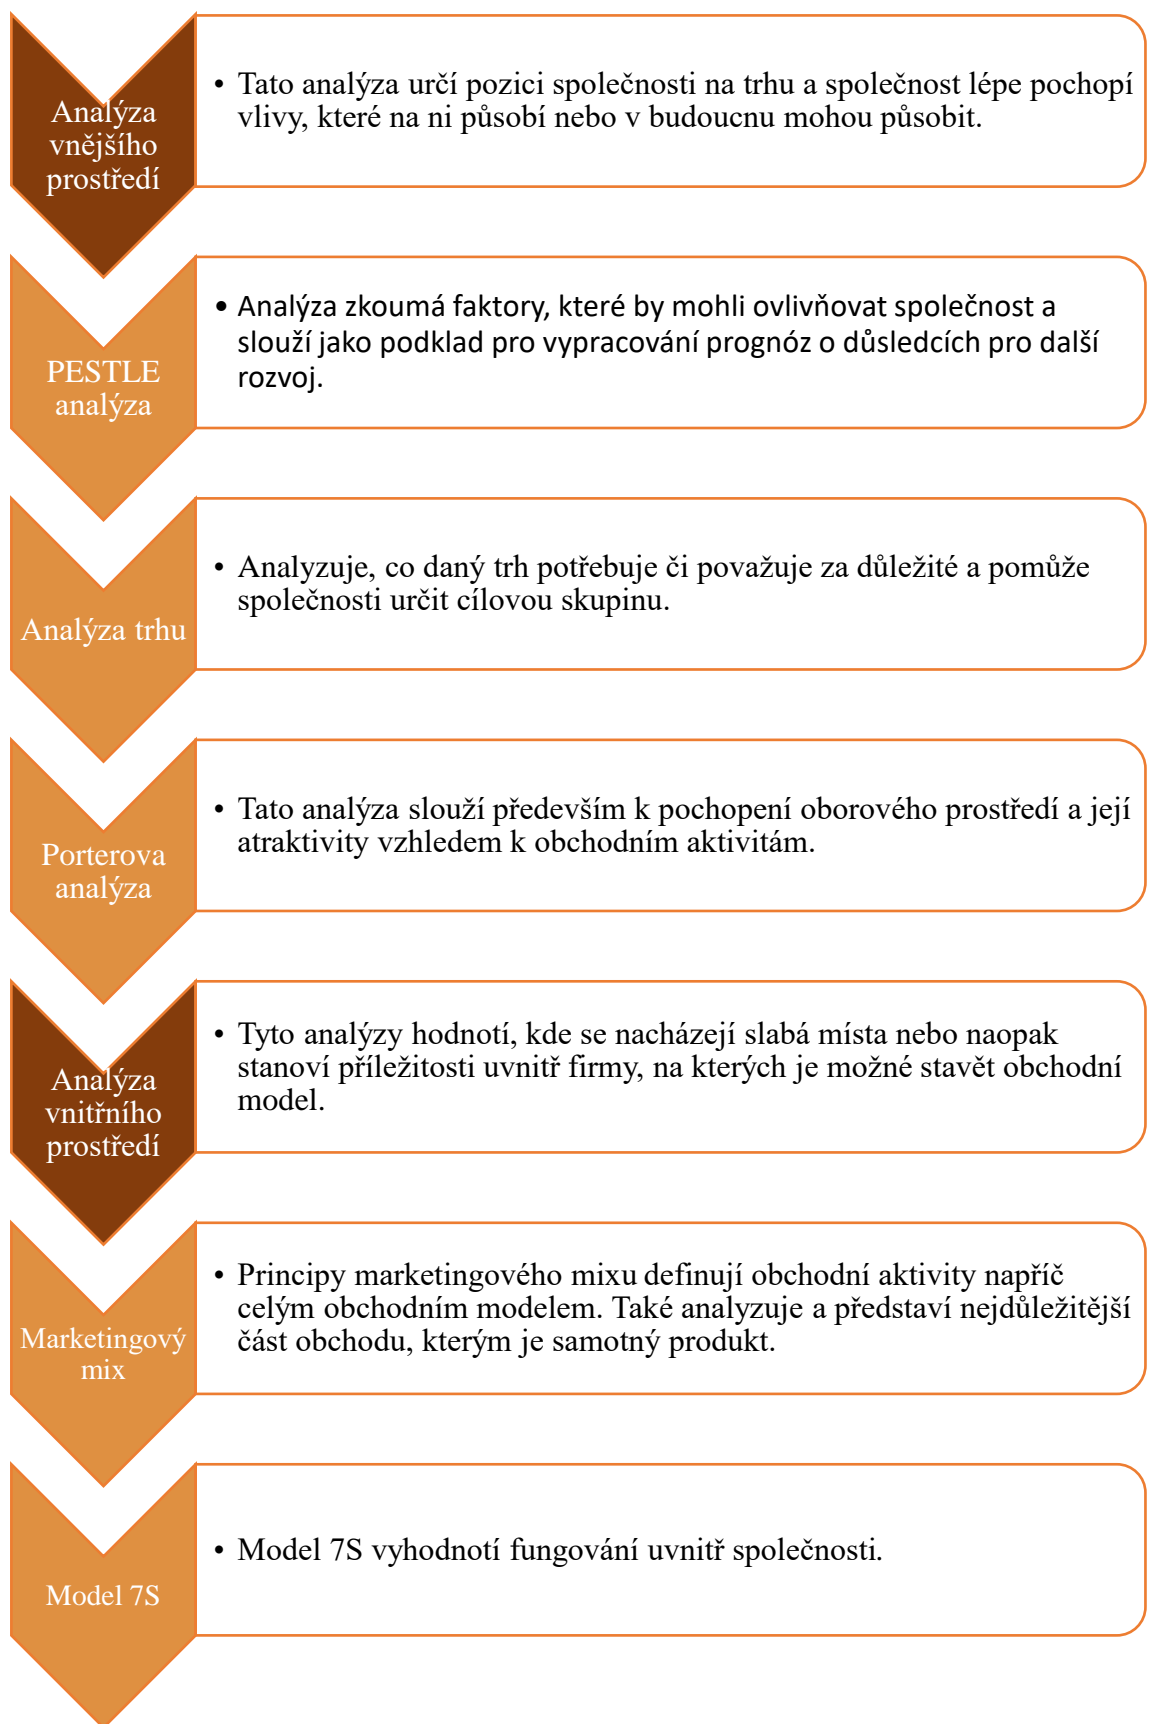 Analýza
vnějšího
prostředí
• Tato analýza určí pozici společnosti na trhu a společnost lépe pochopí
vlivy, které na ni působí nebo v budoucnu mohou působit.
PESTLE
analýza
• Analýza zkoumá faktory, které by mohli ovlivňovat společnost a
slouží jako podklad pro vypracování prognóz o důsledcích pro další
rozvoj.
Analýza trhu
• Analyzuje, co daný trh potřebuje či považuje za důležité a pomůže
společnosti určit cílovou skupinu.
Porterova
analýza
• Tato analýza slouží především k pochopení oborového prostředí a její
atraktivity vzhledem k obchodním aktivitám.
Analýza
vnitřního
prostředí
• Tyto analýzy hodnotí, kde se nacházejí slabá místa nebo naopak
stanoví příležitosti uvnitř firmy, na kterých je možné stavět obchodní
model.
Marketingový
mix
• Principy marketingového mixu definují obchodní aktivity napříč
celým obchodním modelem. Také analyzuje a představí nejdůležitější
část obchodu, kterým je samotný produkt.
Model 7S
• Model 7S vyhodnotí fungování uvnitř společnosti.